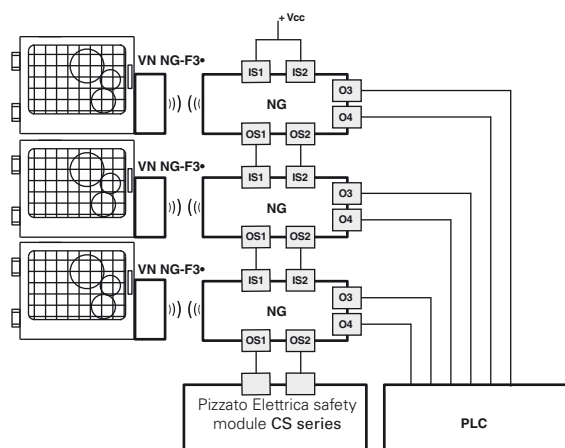 + Vcc
VN NG-F3•
IS1 IS2
O3
NG
O4
OS1 OS2
VN NG-F3•
IS1 IS2
O3
NG
O4
OS1 OS2
VN NG-F3•
IS1 IS2
O3
NG
O4
OS1 OS2
Pizzato Elettrica safety
module CS series
PLC